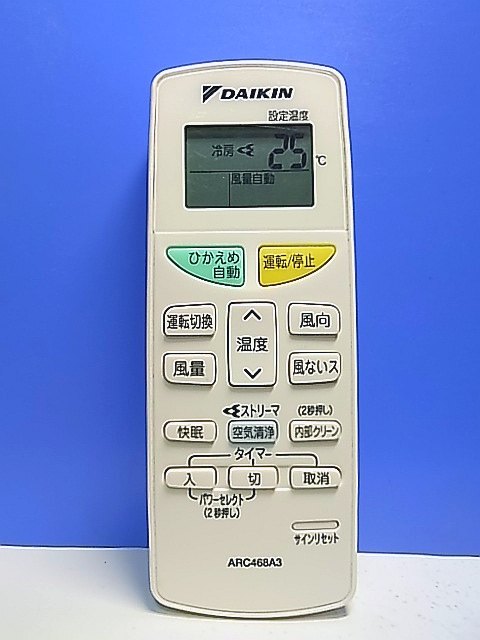 DAIKIN
設定温度
冷房 25℃
風量自動
ひかえめ
自動
運転/停止
運転切換
温度
風向
風量
風ないス
ストリーマ
(2秒押し)
快眠
空気清浄
内部クリーン
タイマー
入
切
取消
パワーセレクト
(2秒押し)
サインリセット
ARC468A3